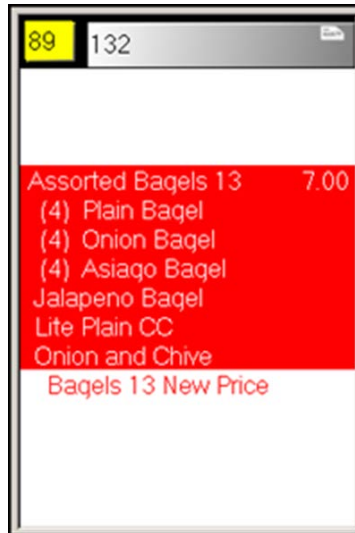 89 132
Assorted Bagels 13 7.00
(4) Plain Bagel
(4) Onion Bagel
(4) Asiago Bagel
Jalapeno Bagel
Lite Plain CC
Onion and Chive
Bagels 13 New Price